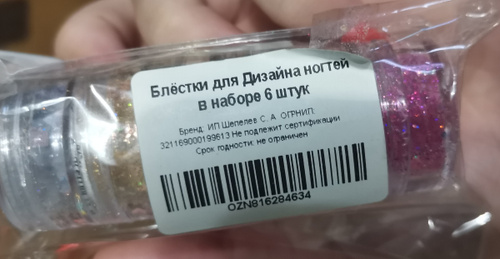 Блёстки для Дизайна ногтей
в наборе 6 штук
Бренд: ИП Шепелев С. А. ОГРНИП:
321169000199613 Не подлежит сертификации
Срок годности: не ограничен
OZN816284634